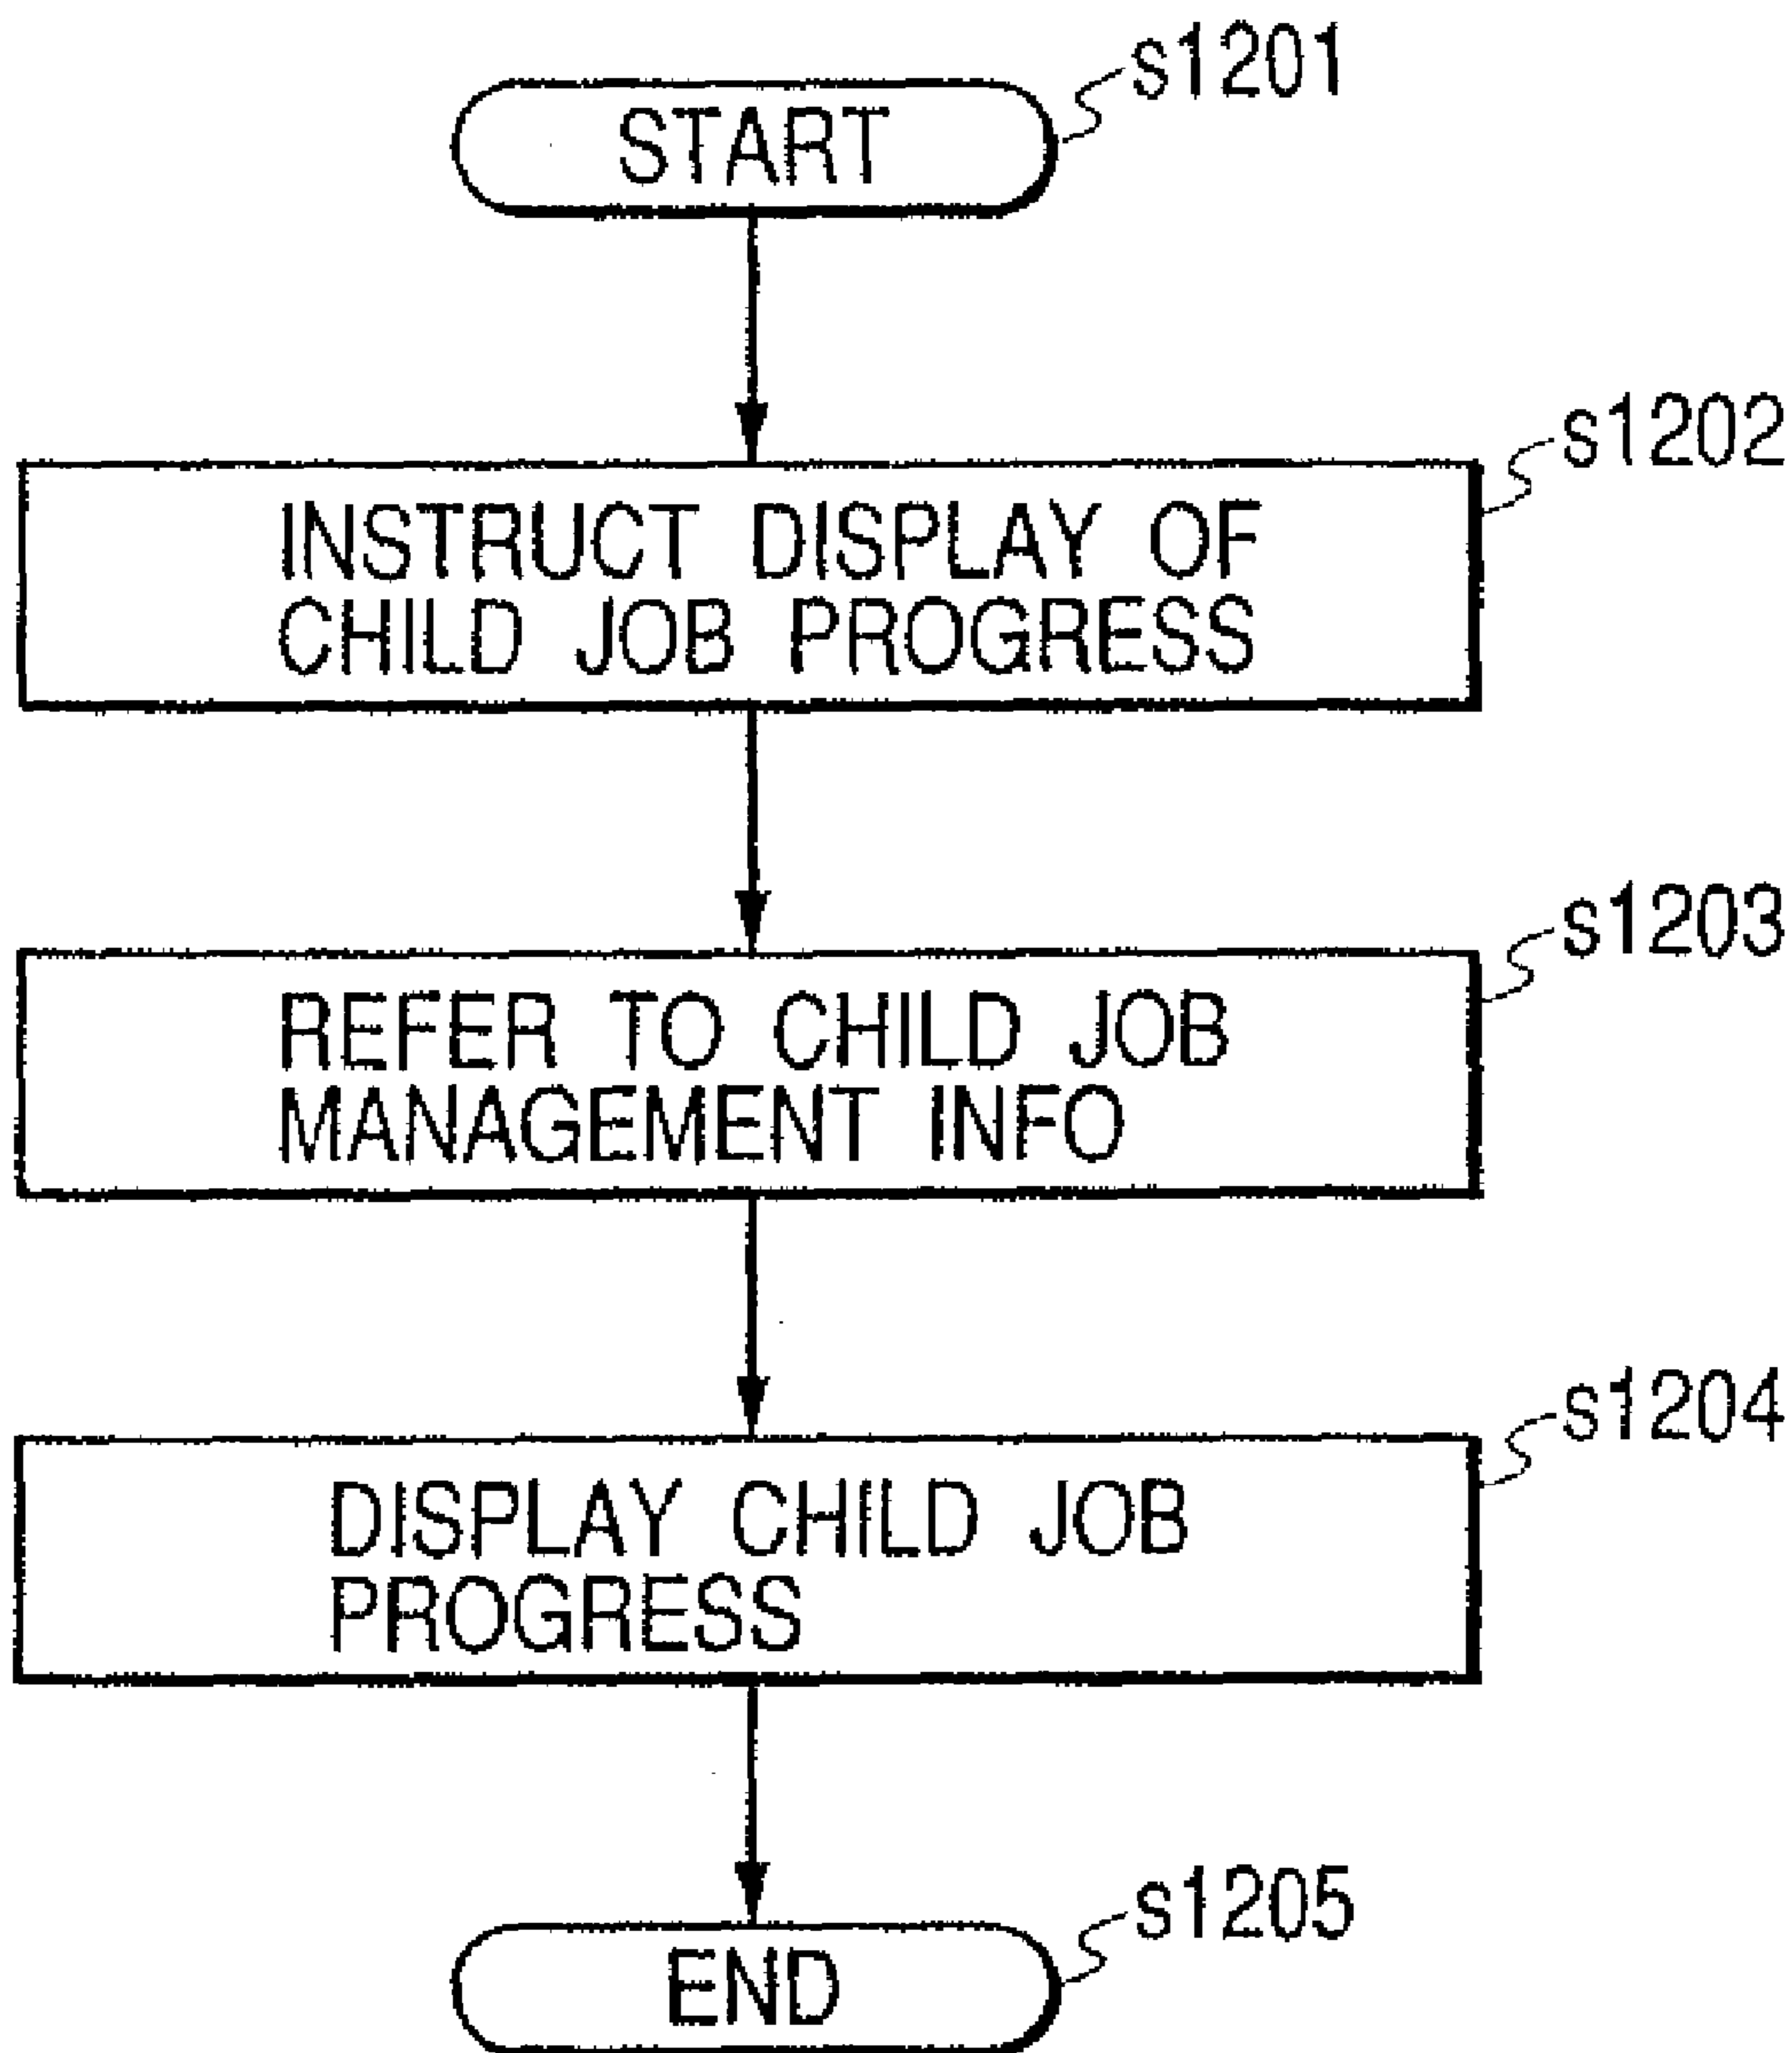 s1201
START
s1202
INSTRUCT DISPLAY OF
CHILD JOB PROGRESS
s1203
REFER TO CHILD JOB
MANAGEMENT INFO
s1204
DISPLAY CHILD JOB
PROGRESS
s1205
END